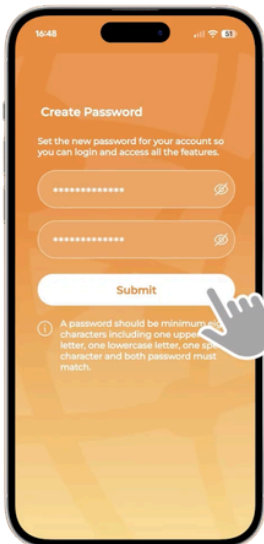 16:48
51
Create Password
Set the new password for your account so
you can login and access all the features.
•••••••••••••
•••••••••••••
Submit
A password should be minimum
characters including one upper
letter, one lowercase letter, one
character and both password must
match.